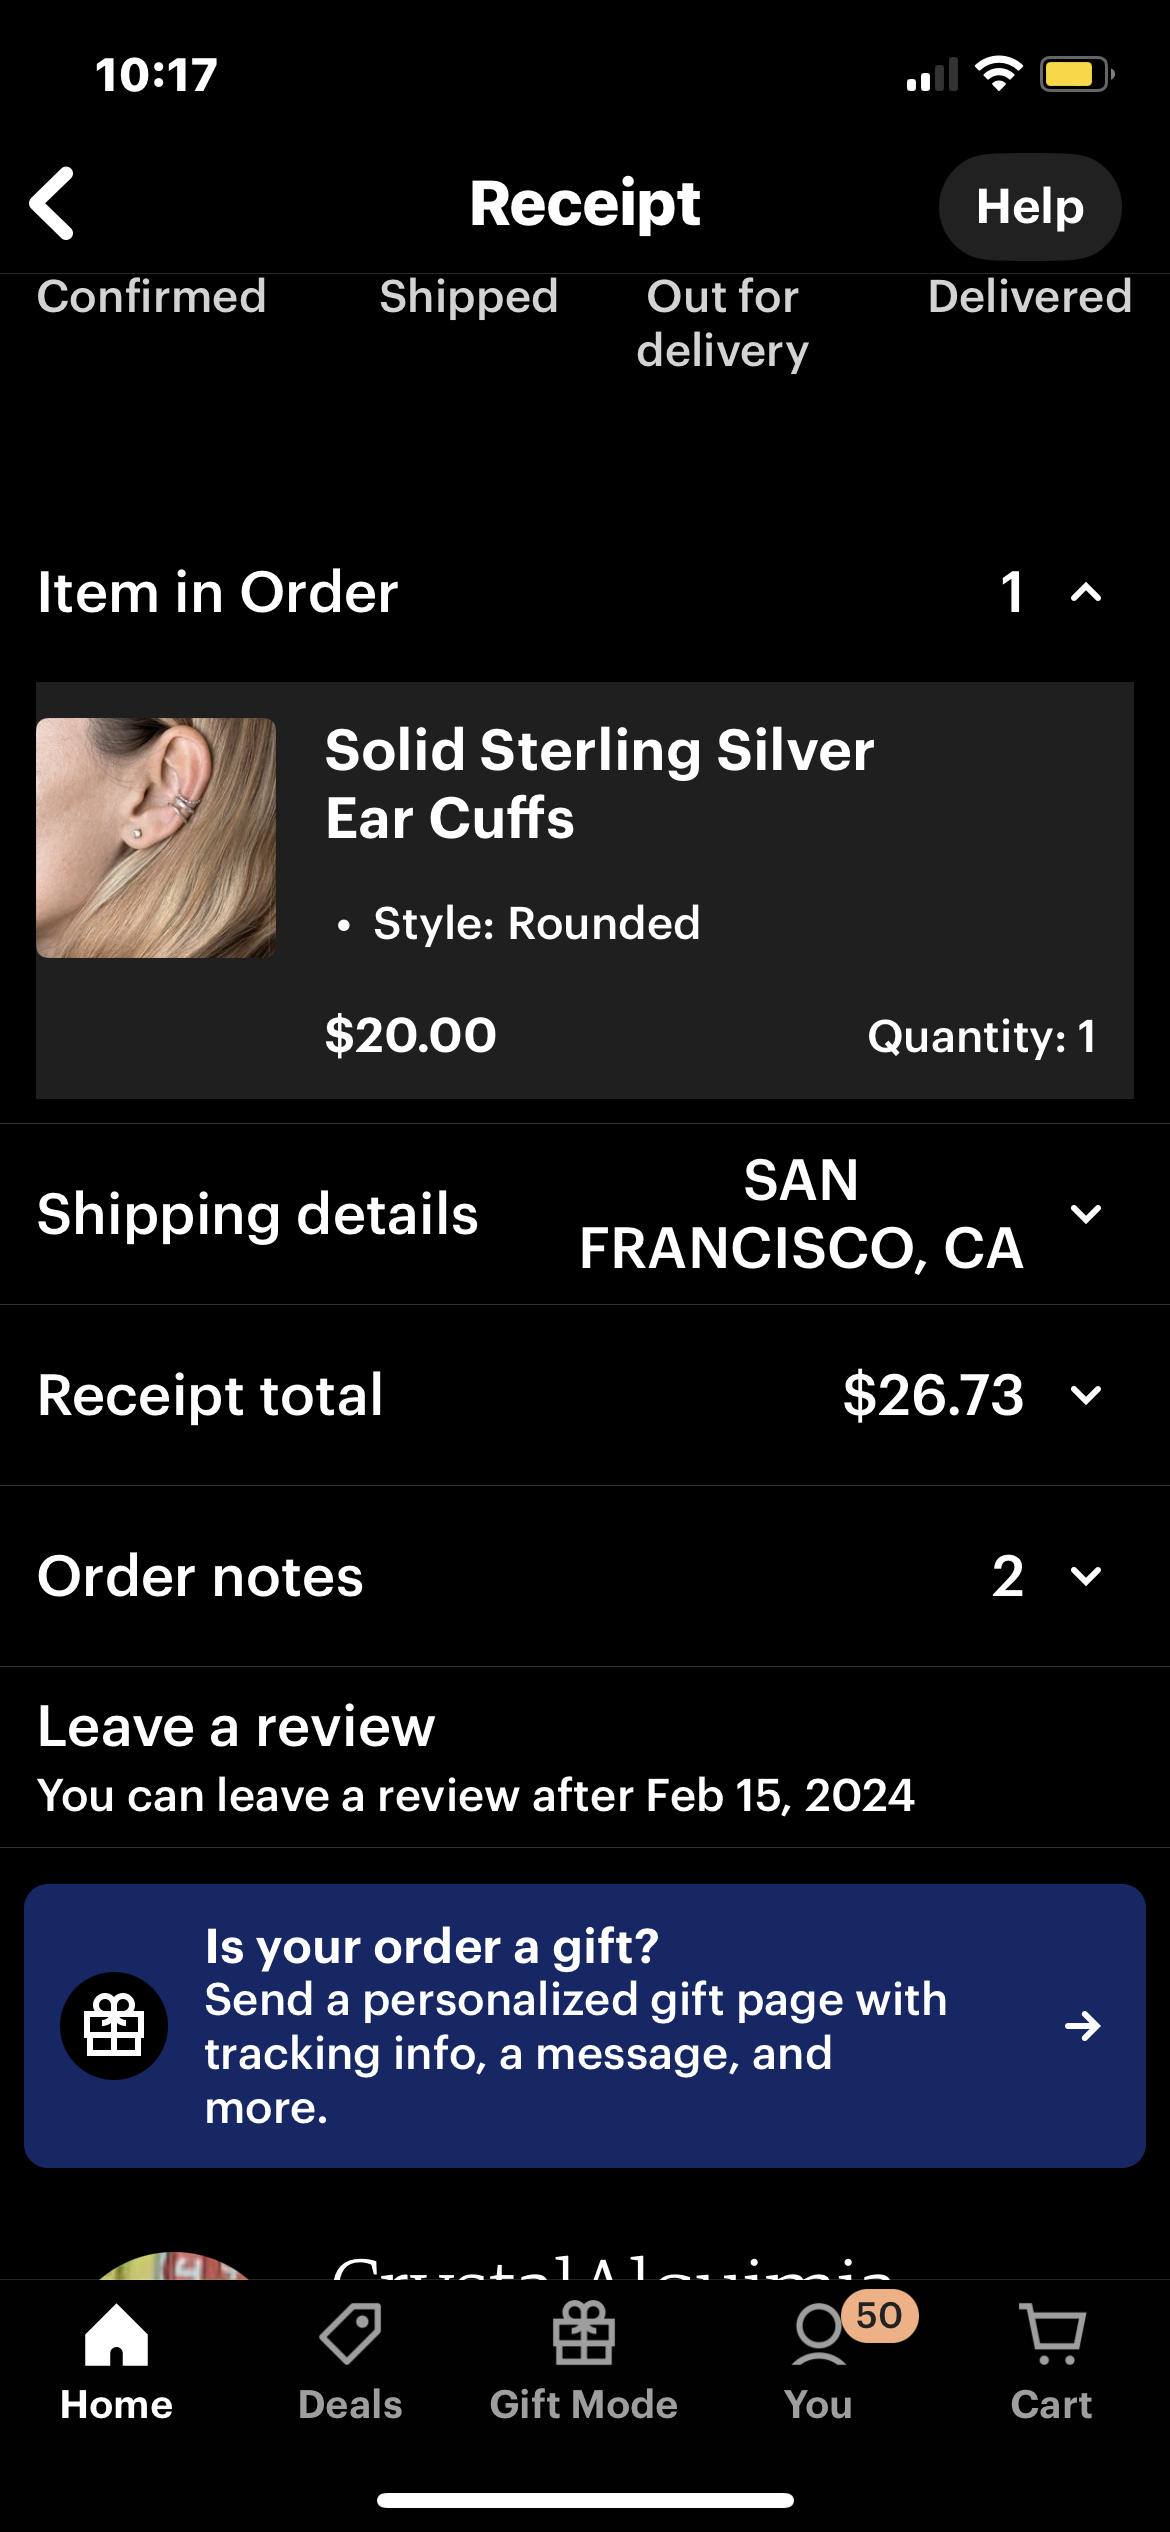 10:17
Receipt
Help
Confirmed
Shipped
Out for
delivery
Delivered
Item in Order
1
Solid Sterling Silver
Ear Cuffs
• Style: Rounded
$20.00
Quantity: 1
Shipping details
SAN
FRANCISCO, CA
Receipt total
$26.73
Order notes
2
Leave a review
You can leave a review after Feb 15, 2024
Is your order a gift?
Send a personalized gift page with
tracking info, a message, and
more.
CrystalAlquimia
50
Home
Deals
Gift Mode
You
Cart